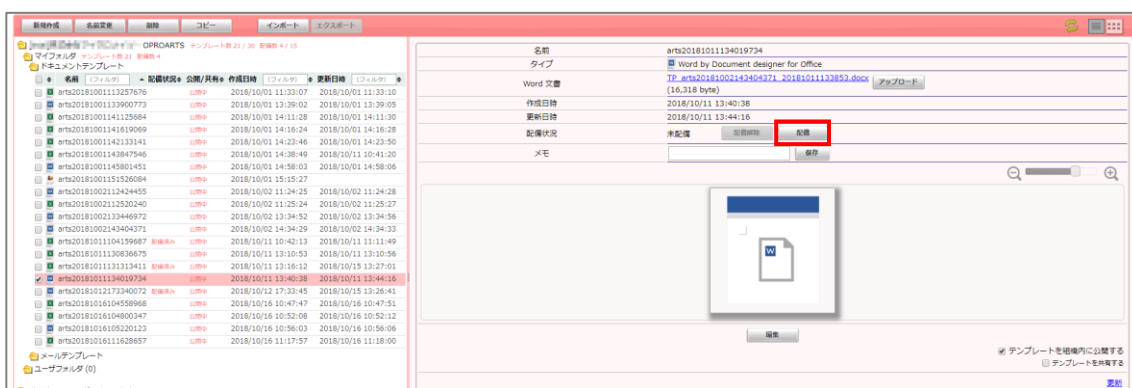 新規作成 名前変更 削除 コピー インポート エクスポート
OPROARTS テンプレート数 21 / 30 配備数 4 / 15
マイフォルダ テンプレート数 21 配備数 4
ドキュメントテンプレート
名前 (フィルタ) 配備状況 公開/共有 作成日時 (フィルタ) 更新日時 (フィルタ)
arts20181001113257676 公開中 2018/10/01 11:33:07 2018/10/01 11:33:10
arts20181001133900773 公開中 2018/10/01 13:39:02 2018/10/01 13:39:05
arts20181001141125684 公開中 2018/10/01 14:11:28 2018/10/01 14:11:30
arts20181001141619069 公開中 2018/10/01 14:16:24 2018/10/01 14:16:28
arts20181001142133141 公開中 2018/10/01 14:23:46 2018/10/01 14:23:50
arts20181001143847546 公開中 2018/10/01 14:38:49 2018/10/11 10:41:20
arts20181001145801451 公開中 2018/10/01 14:58:03 2018/10/01 14:58:06
arts20181001151526084 公開中 2018/10/01 15:15:27
arts20181002112424455 公開中 2018/10/02 11:24:25 2018/10/02 11:24:28
arts20181002112520240 公開中 2018/10/02 11:25:24 2018/10/02 11:25:27
arts20181002133446972 公開中 2018/10/02 13:34:52 2018/10/02 13:34:56
arts20181002143404371 公開中 2018/10/02 14:34:29 2018/10/02 14:34:33
arts20181011104159687 配備済み 公開中 2018/10/11 10:42:13 2018/10/11 11:11:49
arts20181011130836675 公開中 2018/10/11 13:10:53 2018/10/11 13:10:56
arts20181011131313411 配備済み 公開中 2018/10/11 13:16:12 2018/10/15 13:27:01
arts20181011134019734 公開中 2018/10/11 13:40:38 2018/10/11 13:44:16
arts20181012173340072 配備済み 公開中 2018/10/12 17:33:45 2018/10/15 13:26:41
arts20181016104558968 公開中 2018/10/16 10:47:47 2018/10/16 10:47:51
arts20181016104800347 公開中 2018/10/16 10:52:08 2018/10/16 10:52:12
arts20181016105220123 公開中 2018/10/16 10:56:03 2018/10/16 10:56:06
arts20181016111628657 公開中 2018/10/16 11:17:57 2018/10/16 11:18:00
メールテンプレート
ユーザフォルダ (0)
名前 arts20181011134019734
タイプ Word by Document designer for Office
Word 文書 TP_arts20181002143404371_20181011133853.docx アップロード
(16,318 byte)
作成日時 2018/10/11 13:40:38
更新日時 2018/10/11 13:44:16
配備状況 未配備 配備解除 配備
メモ 保存
W
編集
テンプレートを組織内に公開する
テンプレートを共有する
更新